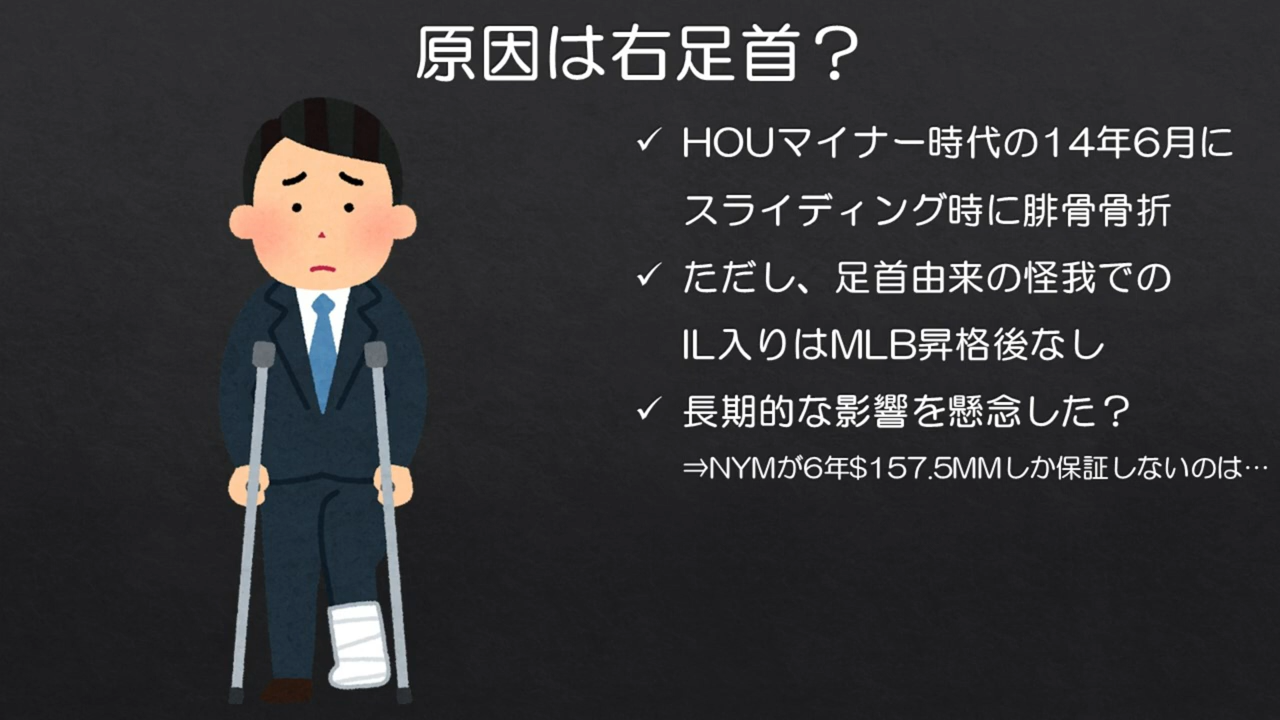 原因は右足首？
✓ HOUマイナー時代の14年6月に
スライディング時に腓骨骨折
✓ ただし、足首由来の怪我での
IL入りはMLB昇格後なし
✓ 長期的な影響を懸念した？
⇒NYMが6年$157.5MMしか保証しないのは…